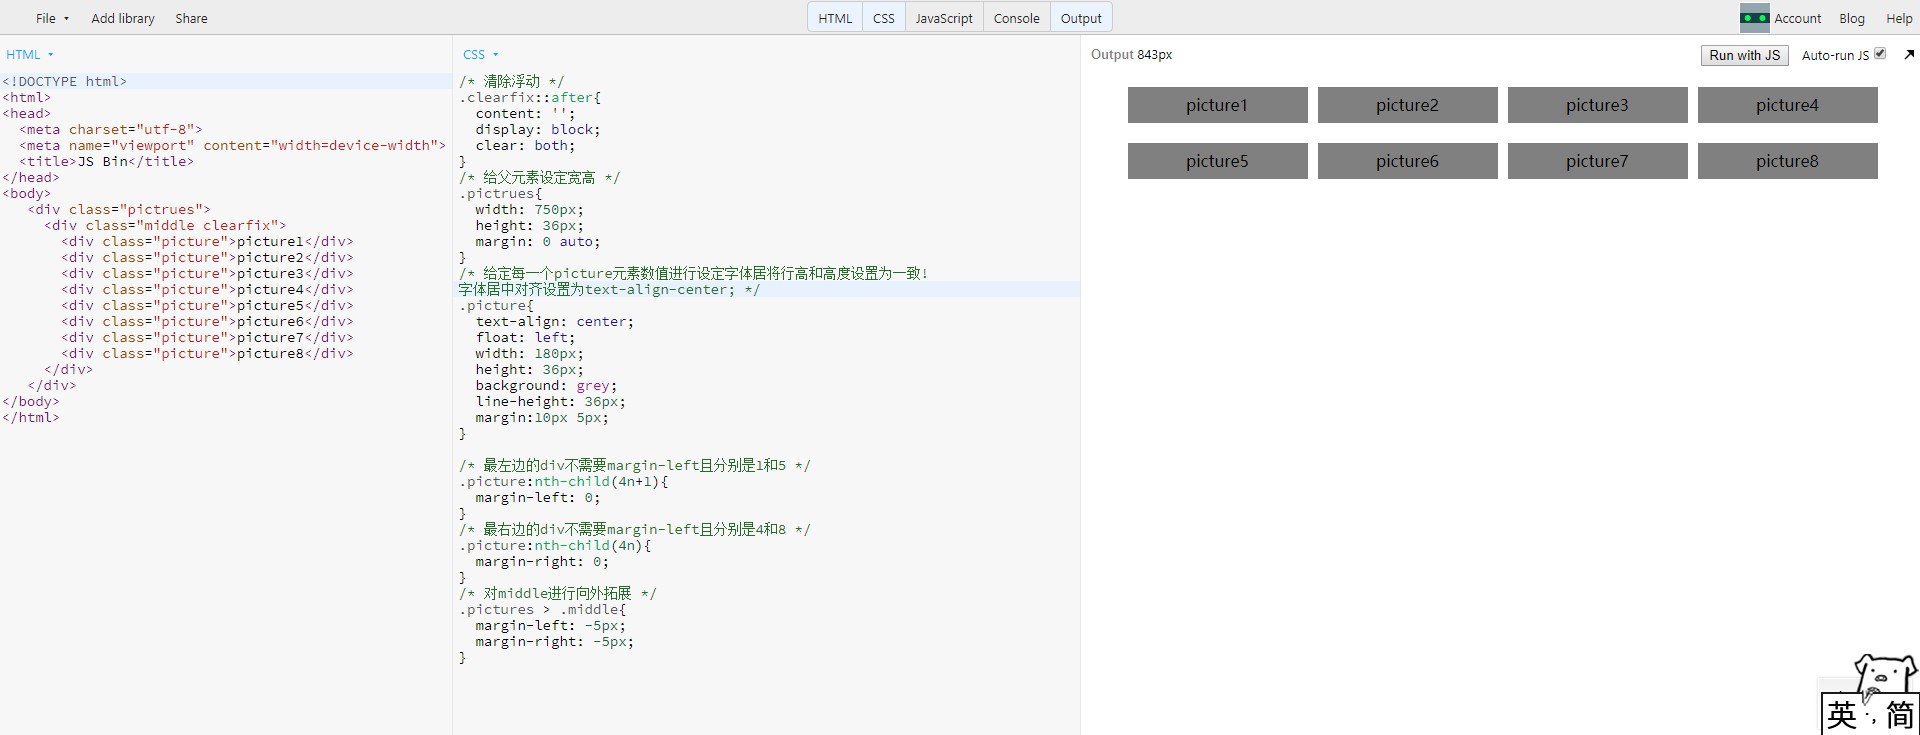 File Add library Share HTML CSS JavaScript Console Output Account Blog Help
HTML
<!DOCTYPE html>
<html>
<head>
  <meta charset="utf-8">
  <meta name="viewport" content="width=device-width">
  <title>JS Bin</title>
</head>
<body>
   <div class="pictrues">
     <div class="middle clearfix">
       <div class="picture">picture1</div>
       <div class="picture">picture2</div>
       <div class="picture">picture3</div>
       <div class="picture">picture4</div>
       <div class="picture">picture5</div>
       <div class="picture">picture6</div>
       <div class="picture">picture7</div>
       <div class="picture">picture8</div>
     </div>
   </div>
</body>
</html>
CSS
/* 清除浮动 */
.clearfix::after{
  content: '';
  display: block;
  clear: both;
}
/* 给父元素设定宽高 */
.pictrues{
  width: 750px;
  height: 36px;
  margin: 0 auto;
}
/* 给定每一个picture元素数值进行设定字体居将行高和高度设置为一致!
字体居中对齐设置为text-align-center; */
.picture{
  text-align: center;
  float: left;
  width: 180px;
  height: 36px;
  background: grey;
  line-height: 36px;
  margin:10px 5px;
}
/* 最左边的div不需要margin-left且分别是1和5 */
.picture:nth-child(4n+1){
  margin-left: 0;
}
/* 最右边的div不需要margin-left且分别是4和8 */
.picture:nth-child(4n){
  margin-right: 0;
}
/* 对middle进行向外拓展 */
.pictures > .middle{
  margin-left: -5px;
  margin-right: -5px;
}
Output 843px Run with JS Auto-run JS
picture1 picture2 picture3 picture4
picture5 picture6 picture7 picture8
英 ·, 简